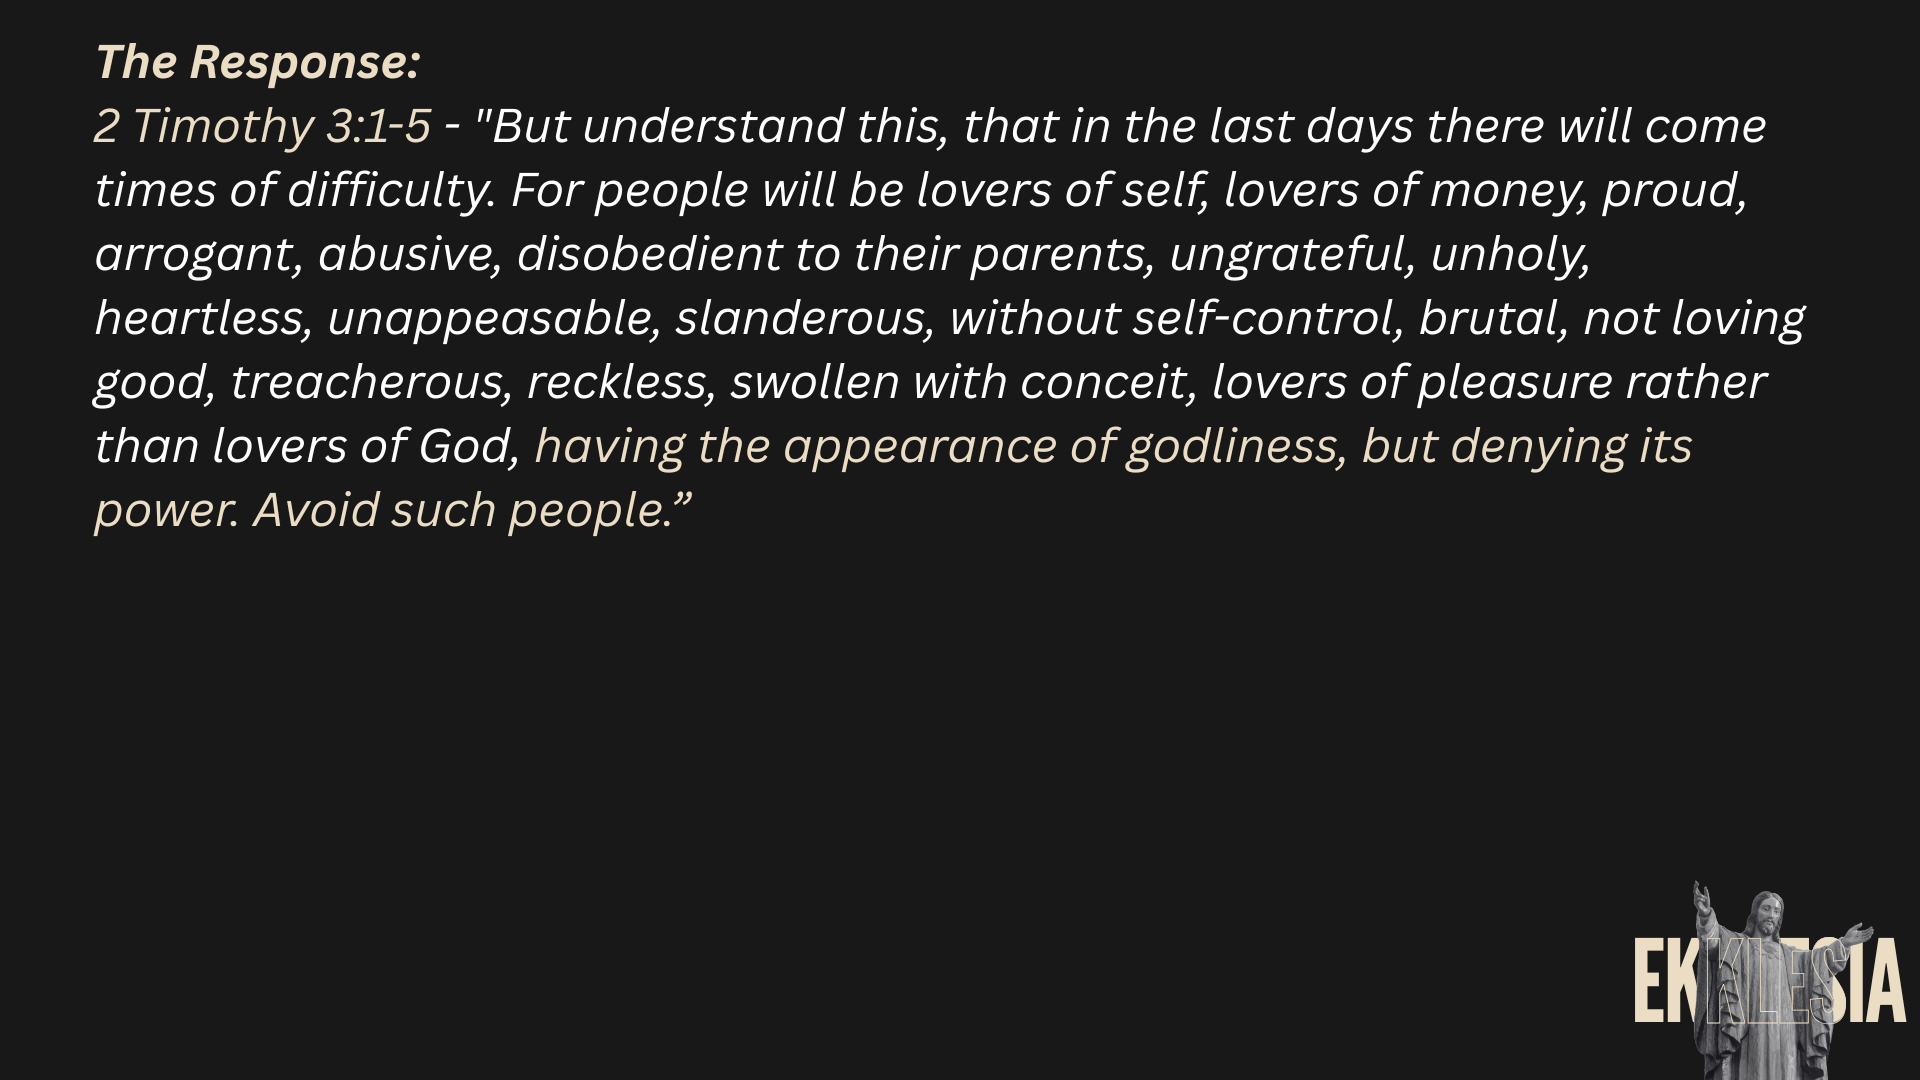 The Response:
2 Timothy 3:1-5 - "But understand this, that in the last days there will come
times of difficulty. For people will be lovers of self, lovers of money, proud,
arrogant, abusive, disobedient to their parents, ungrateful, unholy,
heartless, unappeasable, slanderous, without self-control, brutal, not loving
good, treacherous, reckless, swollen with conceit, lovers of pleasure rather
than lovers of God, having the appearance of godliness, but denying its
power. Avoid such people.”
EKKLESIA